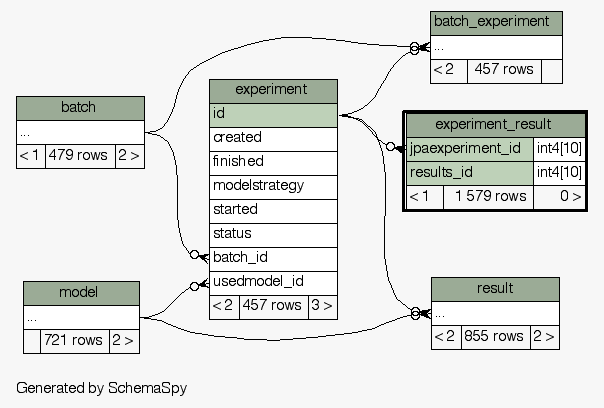 batch_experiment
...
< 2 457 rows
experiment
id
created
finished
modelstrategy
started
status
batch_id
usedmodel_id
< 2 457 rows 3 >
batch
...
< 1 479 rows 2 >
experiment_result
jpaexperiment_id int4[10]
results_id int4[10]
< 1 1 579 rows 0 >
model
...
721 rows 2 >
result
...
< 2 855 rows 2 >
Generated by SchemaSpy